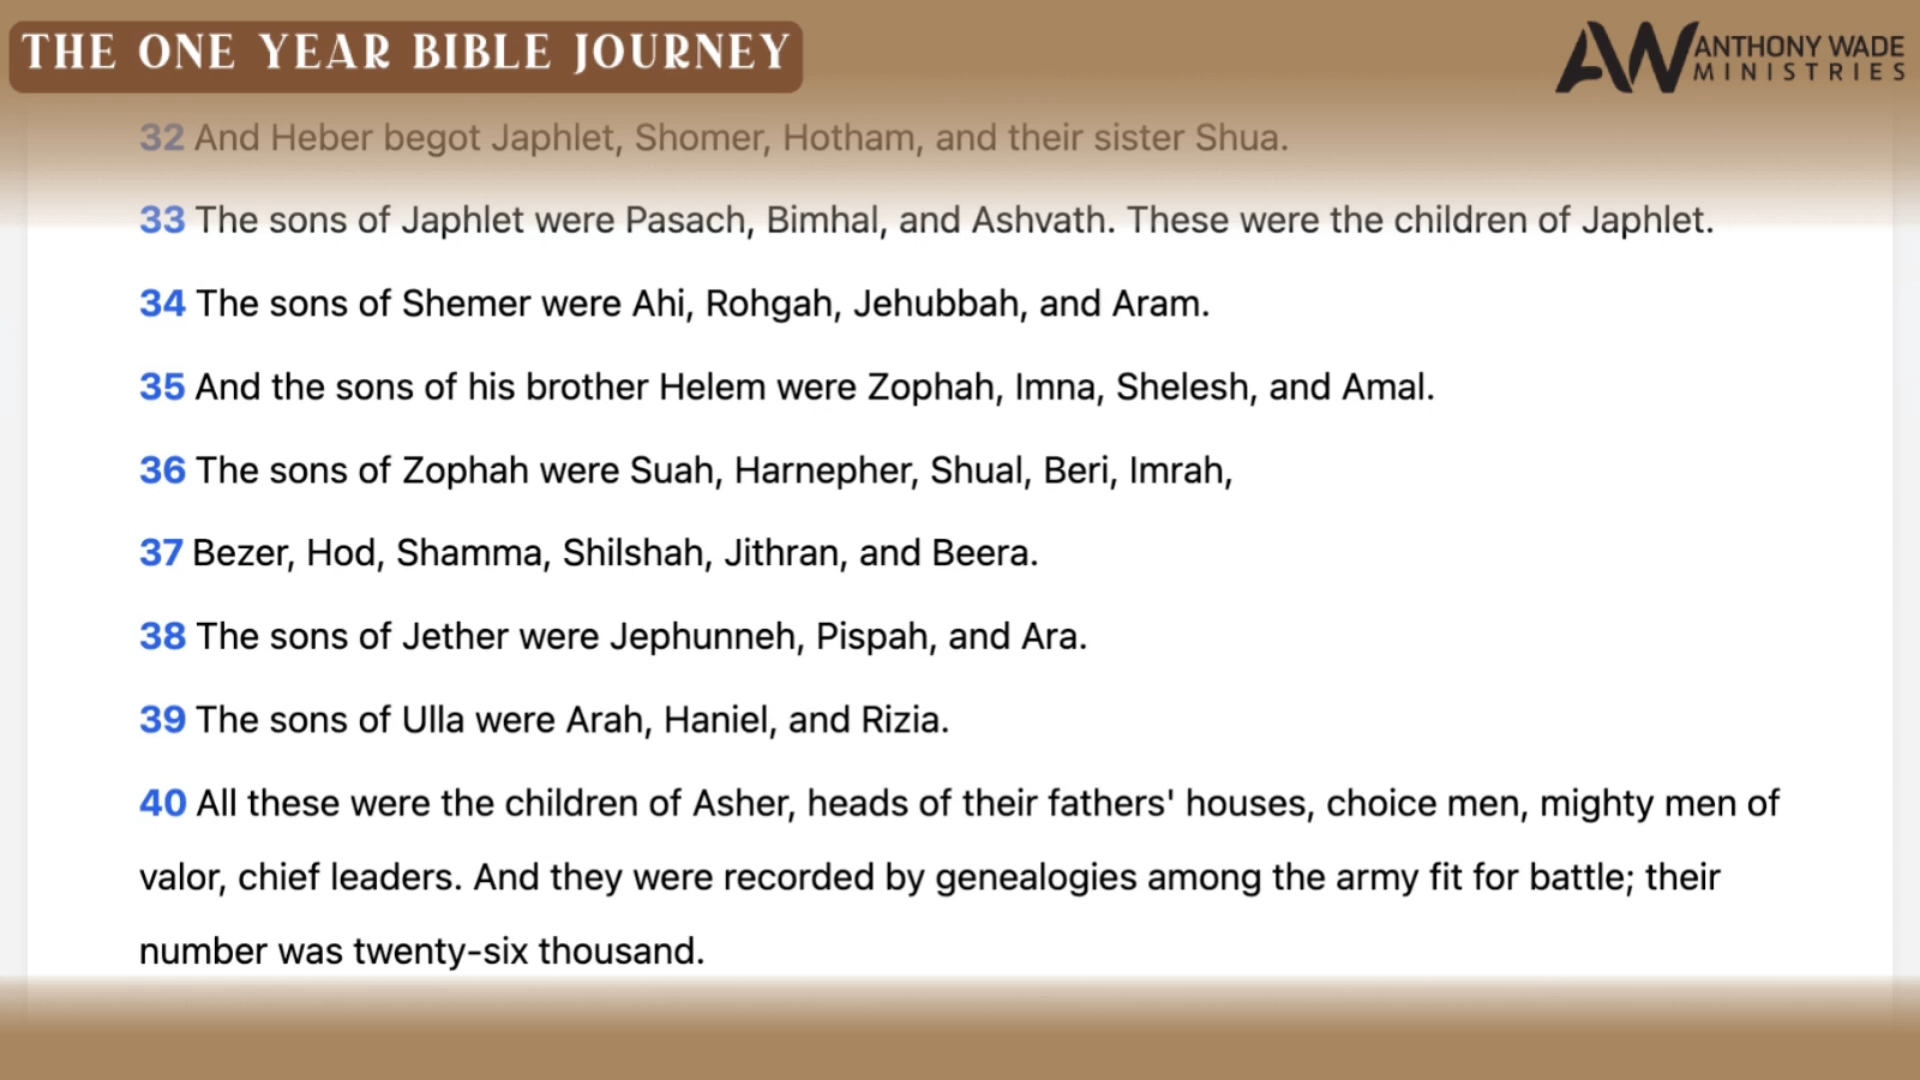 THE ONE YEAR BIBLE JOURNEY
AW ANTHONY WADE
MINISTRIES
32 And Heber begot Japhlet, Shomer, Hotham, and their sister Shua.
33 The sons of Japhlet were Pasach, Bimhal, and Ashvath. These were the children of Japhlet.
34 The sons of Shemer were Ahi, Rohgah, Jehubbah, and Aram.
35 And the sons of his brother Helem were Zophah, Imna, Shelesh, and Amal.
36 The sons of Zophah were Suah, Harnepher, Shual, Beri, Imrah,
37 Bezer, Hod, Shamma, Shilshah, Jithran, and Beera.
38 The sons of Jether were Jephunneh, Pispah, and Ara.
39 The sons of Ulla were Arah, Haniel, and Rizia.
40 All these were the children of Asher, heads of their fathers' houses, choice men, mighty men of
valor, chief leaders. And they were recorded by genealogies among the army fit for battle; their
number was twenty-six thousand.